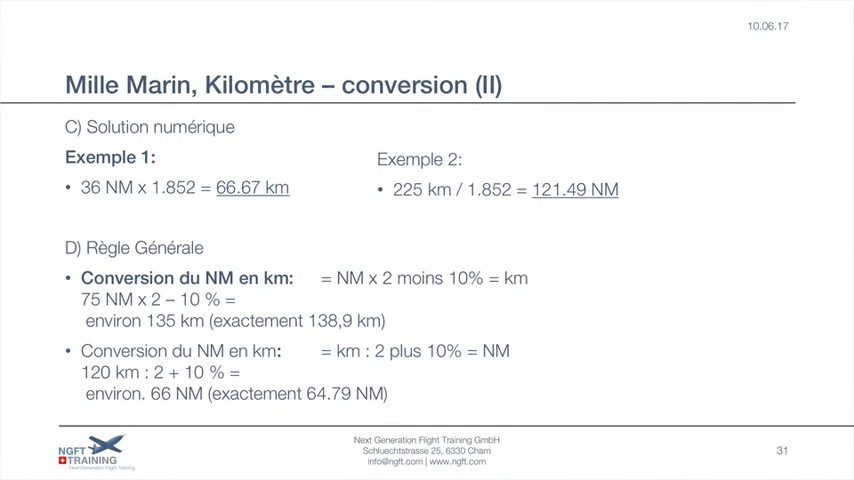 10.06.17
Mille Marin, Kilomètre – conversion (II)
C) Solution numérique
Exemple 1:
• 36 NM x 1.852 = 66.67 km
Exemple 2:
• 225 km / 1.852 = 121.49 NM
D) Règle Générale
• Conversion du NM en km: = NM x 2 moins 10% = km
75 NM x 2 – 10 % =
environ 135 km (exactement 138,9 km)
• Conversion du NM en km: = km : 2 plus 10% = NM
120 km : 2 + 10 % =
environ. 66 NM (exactement 64.79 NM)
NGFT
TRAINING
Next Generation Flight Training
Next Generation Flight Training GmbH
Schluechtstrasse 25, 6330 Cham
info@ngft.com | www.ngft.com
31